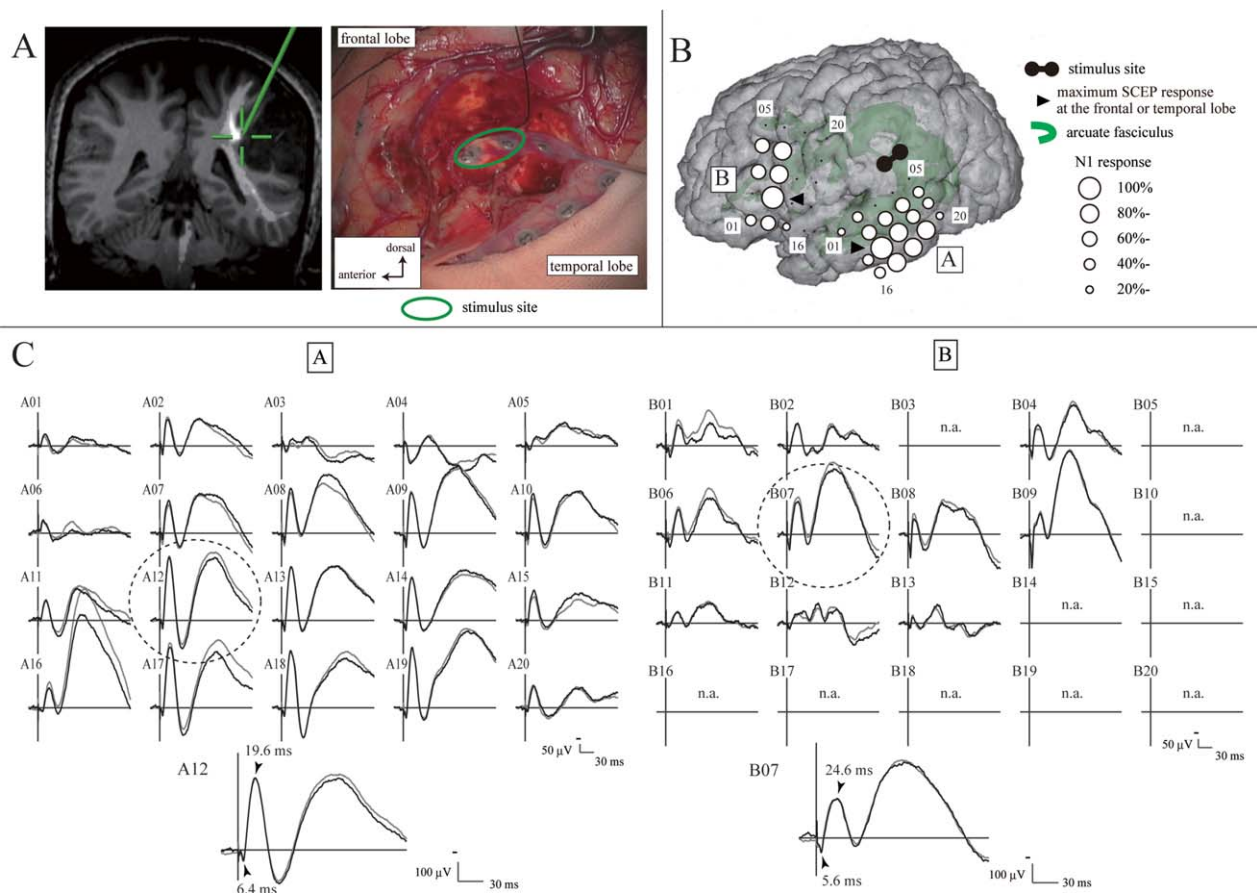 A
frontal lobe
dorsal
anterior
temporal lobe
stimulus site
B
05
20
05
B
01
16
01
20
A
16
stimulus site
maximum SCEP response
at the frontal or temporal lobe
arcuate fasciculus
N1 response
100%
80%-
60%-
40%-
20%-
C
A
A01 A02 A03 A04 A05
A06 A07 A08 A09 A10
A11 A12 A13 A14 A15
A16 A17 A18 A19 A20
50 μV
30 ms
A12
19.6 ms
6.4 ms
100 μV
30 ms
B
B01 B02 B03 B04 B05
n.a. n.a.
B06 B07 B08 B09 B10
n.a.
B11 B12 B13 B14 B15
n.a. n.a.
B16 B17 B18 B19 B20
n.a. n.a. n.a. n.a. n.a.
50 μV
30 ms
B07
24.6 ms
5.6 ms
100 μV
30 ms